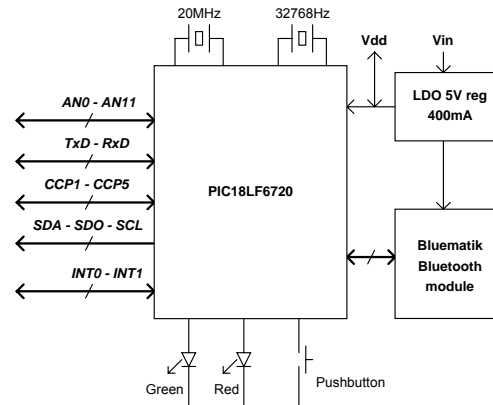 20MHz
32768Hz
Vdd
Vin
LDO 5V reg
400mA
AN0 - AN11
TxD - RxD
CCP1 - CCP5
SDA - SDO - SCL
INT0 - INT1
PIC18LF6720
Bluematik
Bluetooth
module
Green
Red
Pushbutton